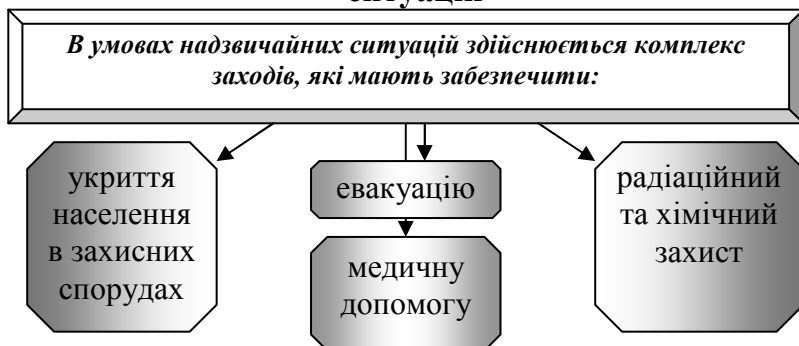 В умовах надзвичайних ситуацій здійснюється комплекс
заходів, які мають забезпечити:
укриття
населення
в захисних
спорудах
евакуацію
медичну
допомогу
радіаційний
та хімічний
захист